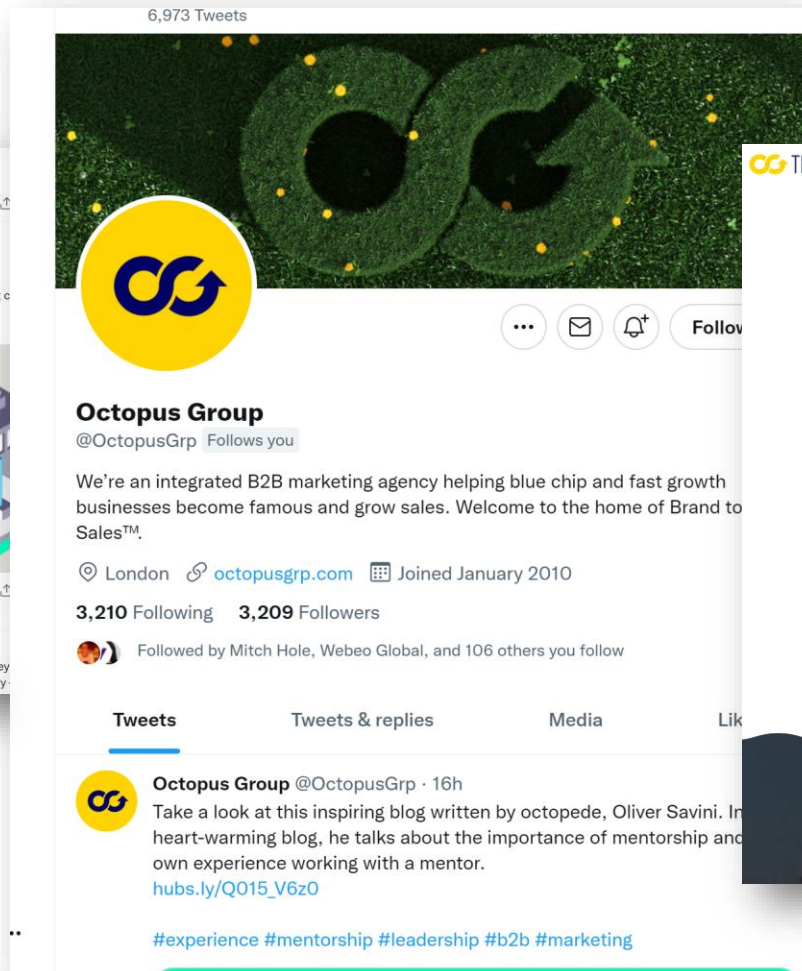 6,973 Tweets
Octopus Group
@OctopusGrp Follows you
We're an integrated B2B marketing agency helping blue chip and fast growth
businesses become famous and grow sales. Welcome to the home of Brand to
Sales™.
London octopusgrp.com Joined January 2010
3,210 Following 3,209 Followers
Followed by Mitch Hole, Webeo Global, and 106 others you follow
Tweets Tweets & replies Media
Octopus Group @OctopusGrp · 16h
Take a look at this inspiring blog written by octopede, Oliver Savini. In
heart-warming blog, he talks about the importance of mentorship and
own experience working with a mentor.
hubs.ly/Q015_V6z0
#experience #mentorship #leadership #b2b #marketing